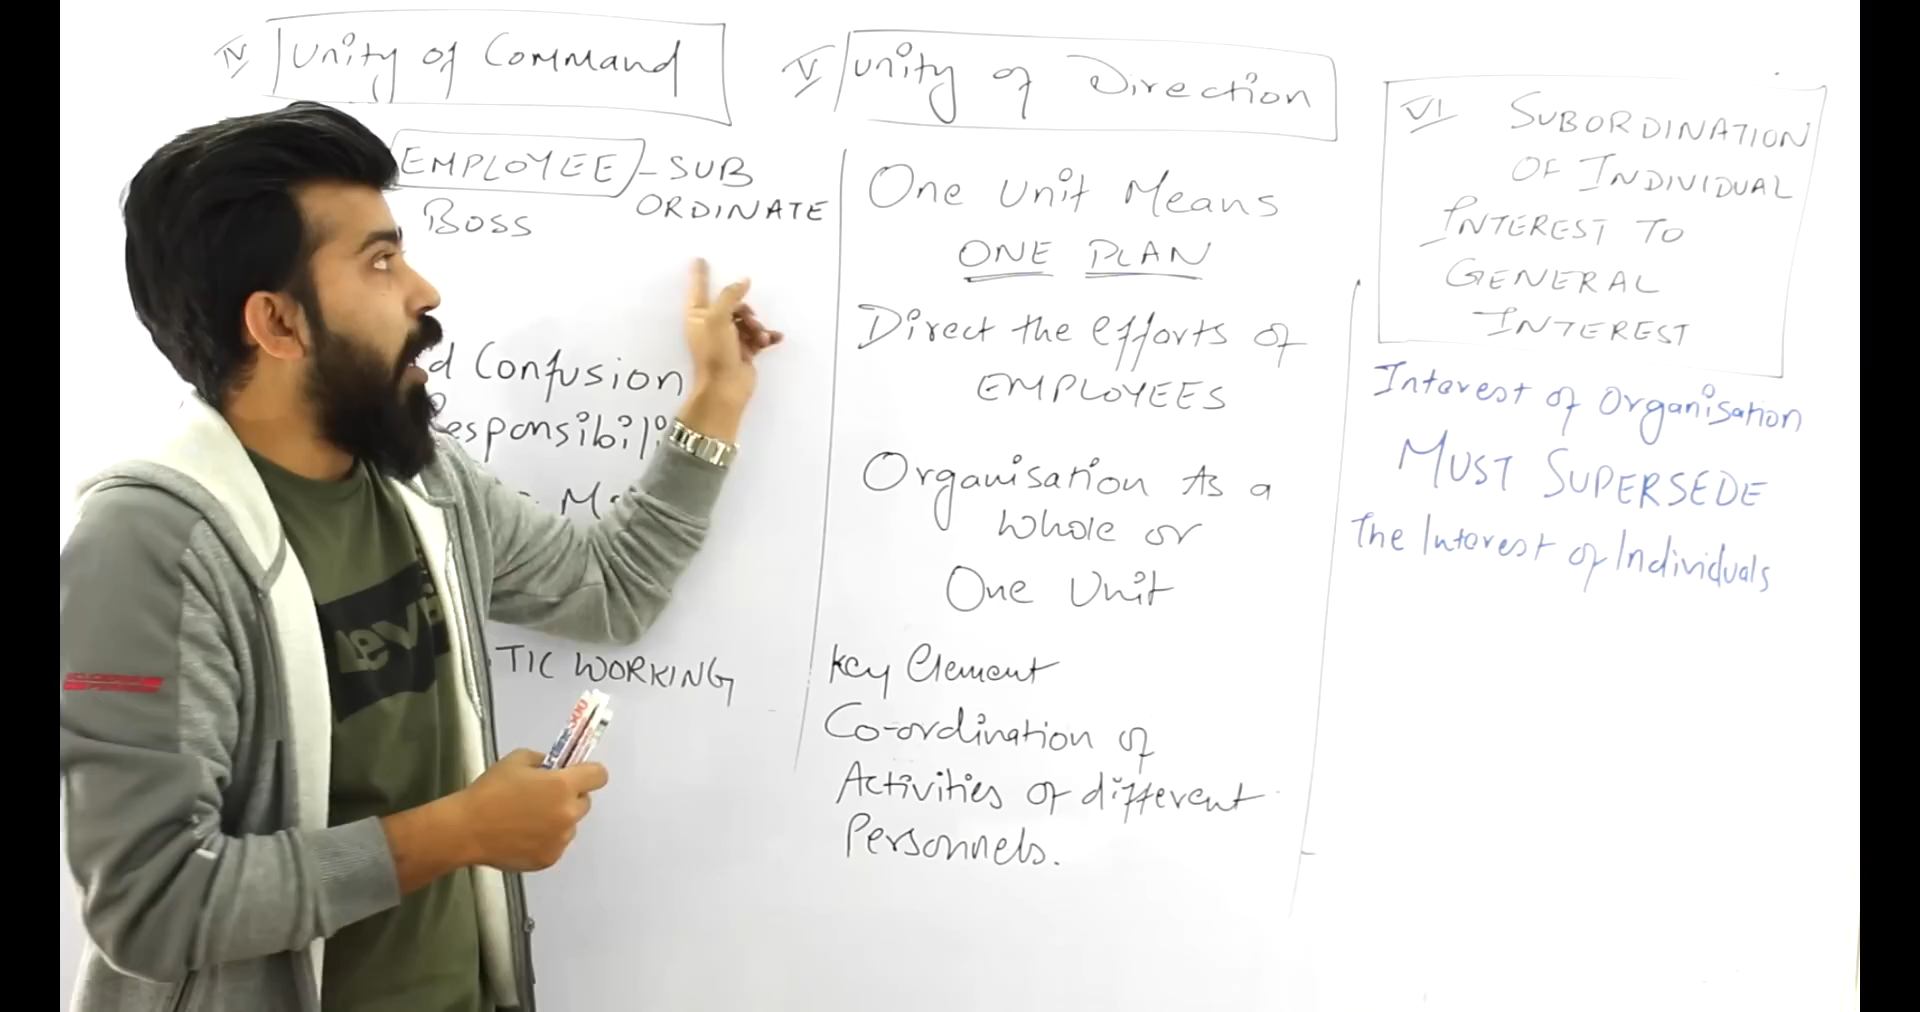 IV Unity of Command
EMPLOYEE - SUB
ORDINATE
BOSS
d Confusion
esponsibili
TIC WORKING
V Unity of Direction
One Unit Means
ONE PLAN
Direct the efforts of
EMPLOYEES
Organisation As a
Whole or
One Unit
Key Element
Co-ordination of
Activities of different
Personnels.
VI SUBORDINATION
OF INDIVIDUAL
INTEREST TO
GENERAL
INTEREST
Interest of Organisation
MUST SUPERSEDE
The Interest of Individuals
Levi